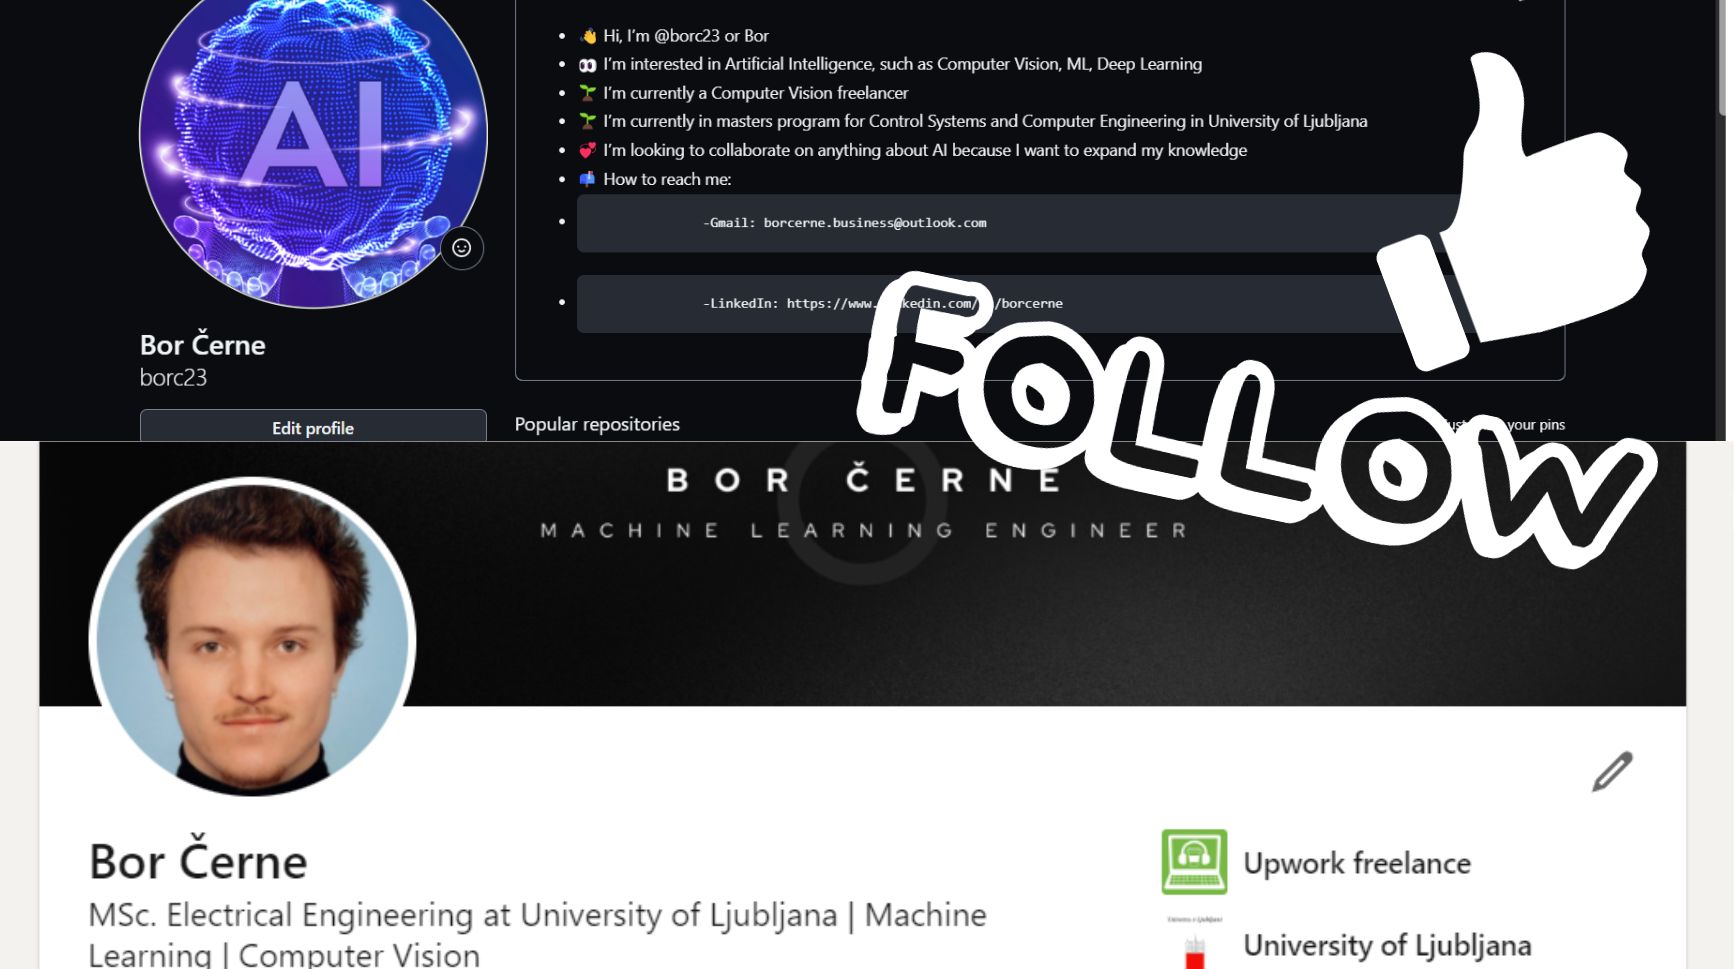 AI
👋 Hi, I'm @borc23 or Bor
👀 I'm interested in Artificial Intelligence, such as Computer Vision, ML, Deep Learning
🌱 I'm currently a Computer Vision freelancer
🌱 I'm currently in masters program for Control Systems and Computer Engineering in University of Ljubljana
💞️ I'm looking to collaborate on anything about AI because I want to expand my knowledge
📫 How to reach me:
-Gmail: borcerne.business@outlook.com
-LinkedIn: https://www. kedin.com/ /borcerne
Bor Černe
borc23
Edit profile
Popular repositories
your pins
FOLLOW
BOR ČERNE
MACHINE LEARNING ENGINEER
Bor Černe
MSc. Electrical Engineering at University of Ljubljana | Machine
Learning | Computer Vision
Upwork freelance
University of Ljubljana